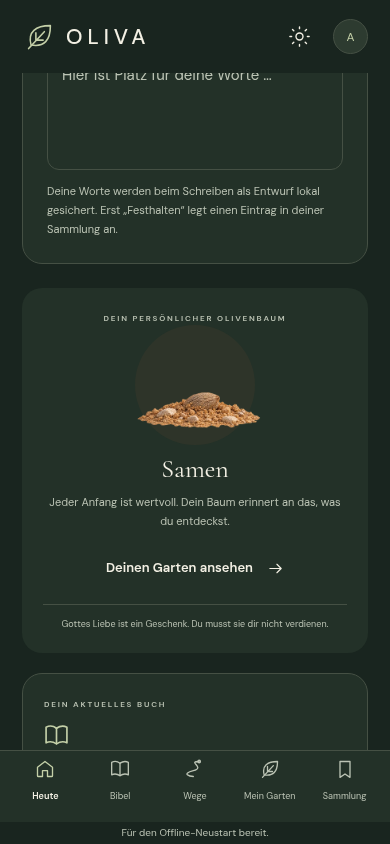 OLIVA
A
Hier ist Platz für deine Worte …
Deine Worte werden beim Schreiben als Entwurf lokal
gesichert. Erst „Festhalten“ legt einen Eintrag in deiner
Sammlung an.
DEIN PERSÖNLICHER OLIVENBAUM
Samen
Jeder Anfang ist wertvoll. Dein Baum erinnert an das, was
du entdeckst.
Deinen Garten ansehen →
Gottes Liebe ist ein Geschenk. Du musst sie dir nicht verdienen.
DEIN AKTUELLES BUCH
Heute Bibel Wege Mein Garten Sammlung
Für den Offline-Neustart bereit.